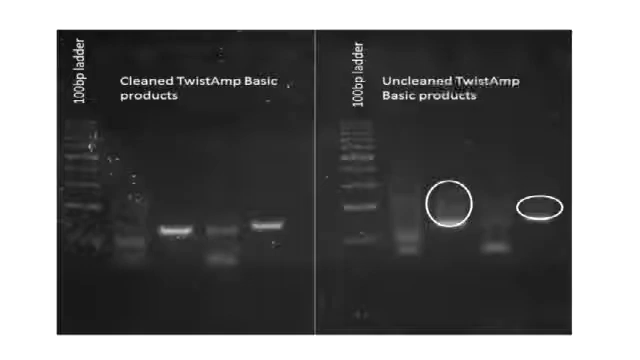 100bp ladder
Cleaned TwistAmp Basic
products
100bp ladder
Uncleaned TwistAmp
Basic products